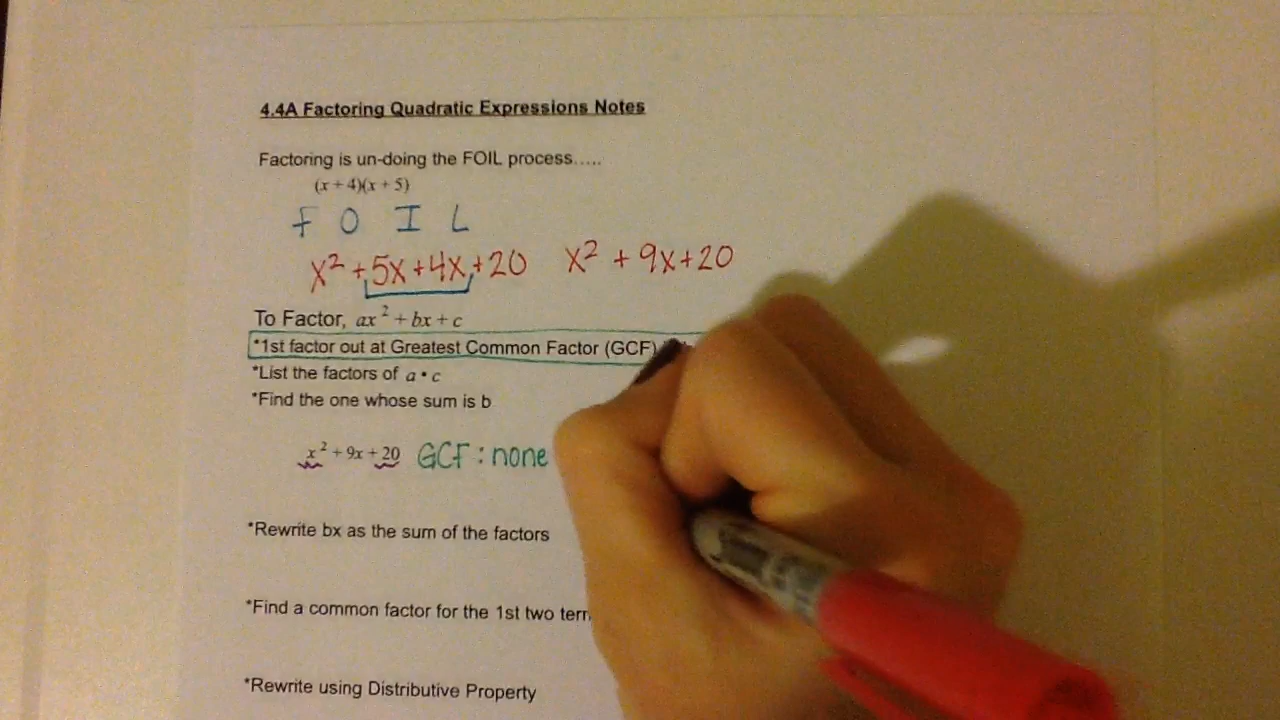 4.4A Factoring Quadratic Expressions Notes
Factoring is un-doing the FOIL process…..
(x + 4)(x + 5)
F O I L
x² + 5x + 4x + 20 x² + 9x + 20
To Factor, ax² + bx + c
*1st factor out at Greatest Common Factor (GCF)
*List the factors of a • c
*Find the one whose sum is b
x² + 9x + 20 GCF : none
*Rewrite bx as the sum of the factors
*Find a common factor for the 1st two
*Rewrite using Distributive Property